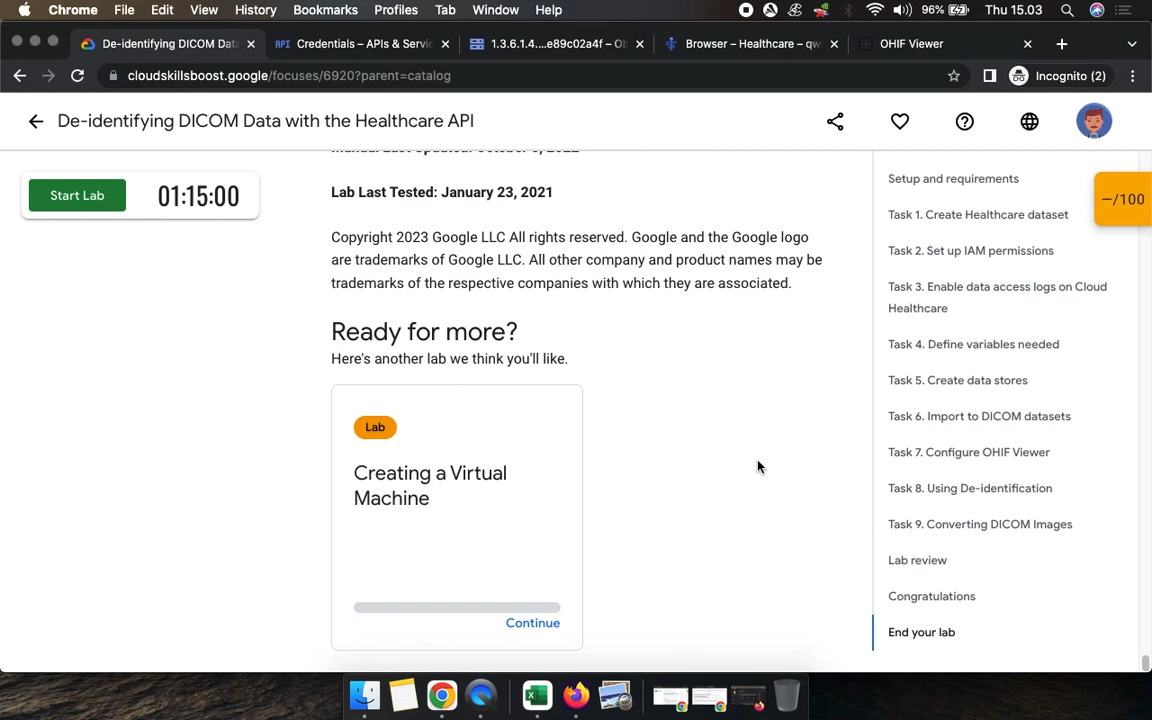 Chrome File Edit View History Bookmarks Profiles Tab Window Help 96% Thu 15.03
De-identifying DICOM Dat API Credentials – APIs & Servic 1.3.6.1.4....e89c02a4f – Ob Browser – Healthcare – qw OHIF Viewer
cloudskillsboost.google/focuses/6920?parent=catalog Incognito (2)
De-identifying DICOM Data with the Healthcare API
Start Lab 01:15:00
–/100
Lab Last Tested: January 23, 2021
Copyright 2023 Google LLC All rights reserved. Google and the Google logo
are trademarks of Google LLC. All other company and product names may be
trademarks of the respective companies with which they are associated.
Ready for more?
Here's another lab we think you'll like.
Lab
Creating a Virtual
Machine
Continue
Setup and requirements
Task 1. Create Healthcare dataset
Task 2. Set up IAM permissions
Task 3. Enable data access logs on Cloud
Healthcare
Task 4. Define variables needed
Task 5. Create data stores
Task 6. Import to DICOM datasets
Task 7. Configure OHIF Viewer
Task 8. Using De-identification
Task 9. Converting DICOM Images
Lab review
Congratulations
End your lab